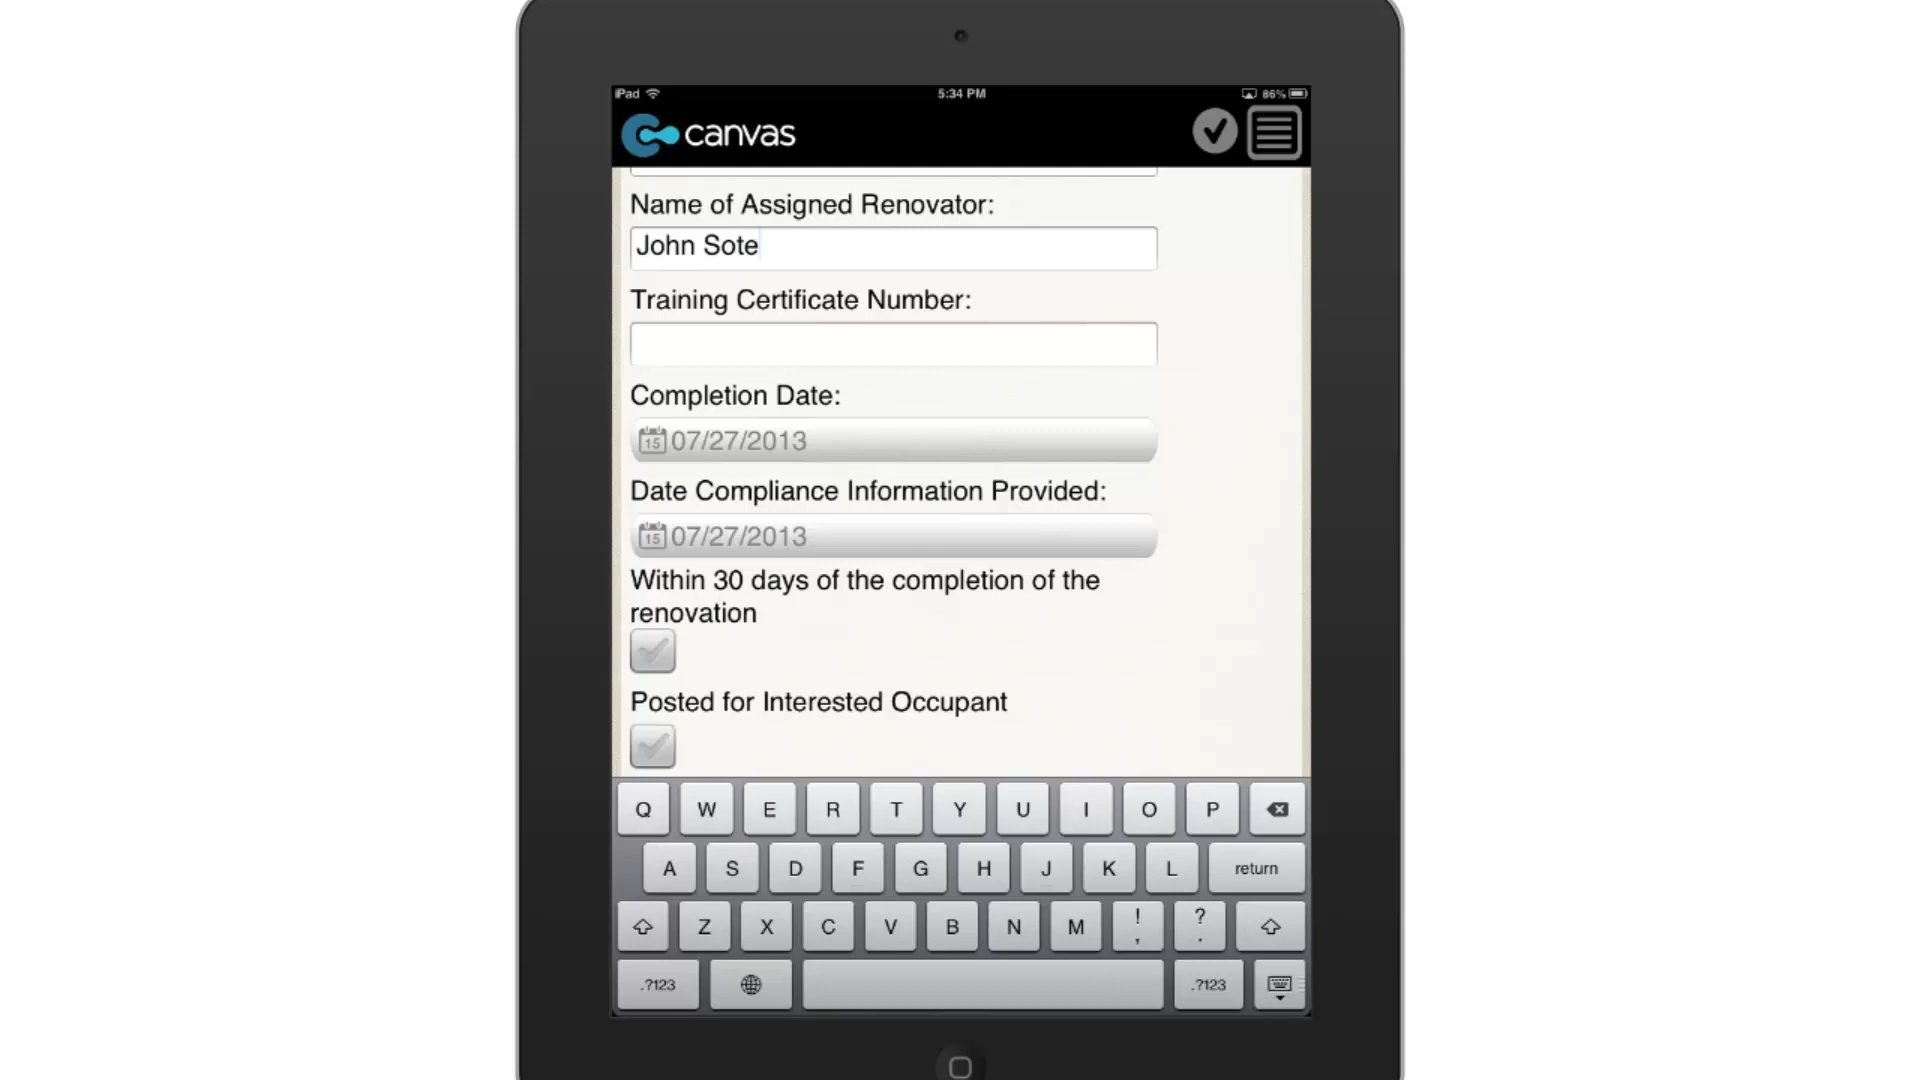 iPad 5:34 PM 86%
canvas
Name of Assigned Renovator:
John Sote
Training Certificate Number:
Completion Date:
15 07/27/2013
Date Compliance Information Provided:
15 07/27/2013
Within 30 days of the completion of the
renovation
Posted for Interested Occupant
Q W E R T Y U I O P
A S D F G H J K L return
Z X C V B N M ! , ? .
.?123 .?123